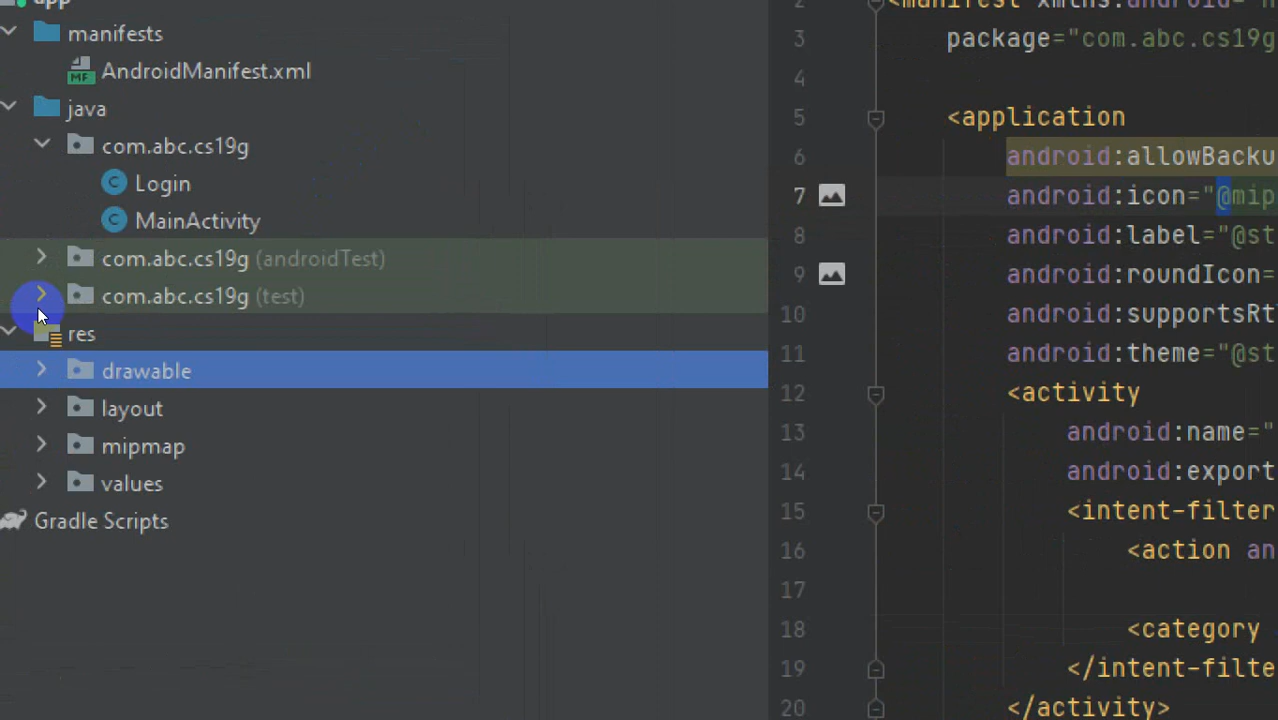 app
manifests
AndroidManifest.xml
java
com.abc.cs19g
Login
MainActivity
com.abc.cs19g (androidTest)
com.abc.cs19g (test)
res
drawable
layout
mipmap
values
Gradle Scripts
2 <manifest xmlns:android="h
3 package="com.abc.cs19g
4
5 <application
6 android:allowBacku
7 android:icon="@mip
8 android:label="@st
9 android:roundIcon=
10 android:supportsRt
11 android:theme="@st
12 <activity
13 android:name="
14 android:export
15 <intent-filter
16 <action an
17
18 <category
19 </intent-filte
20 </activity>